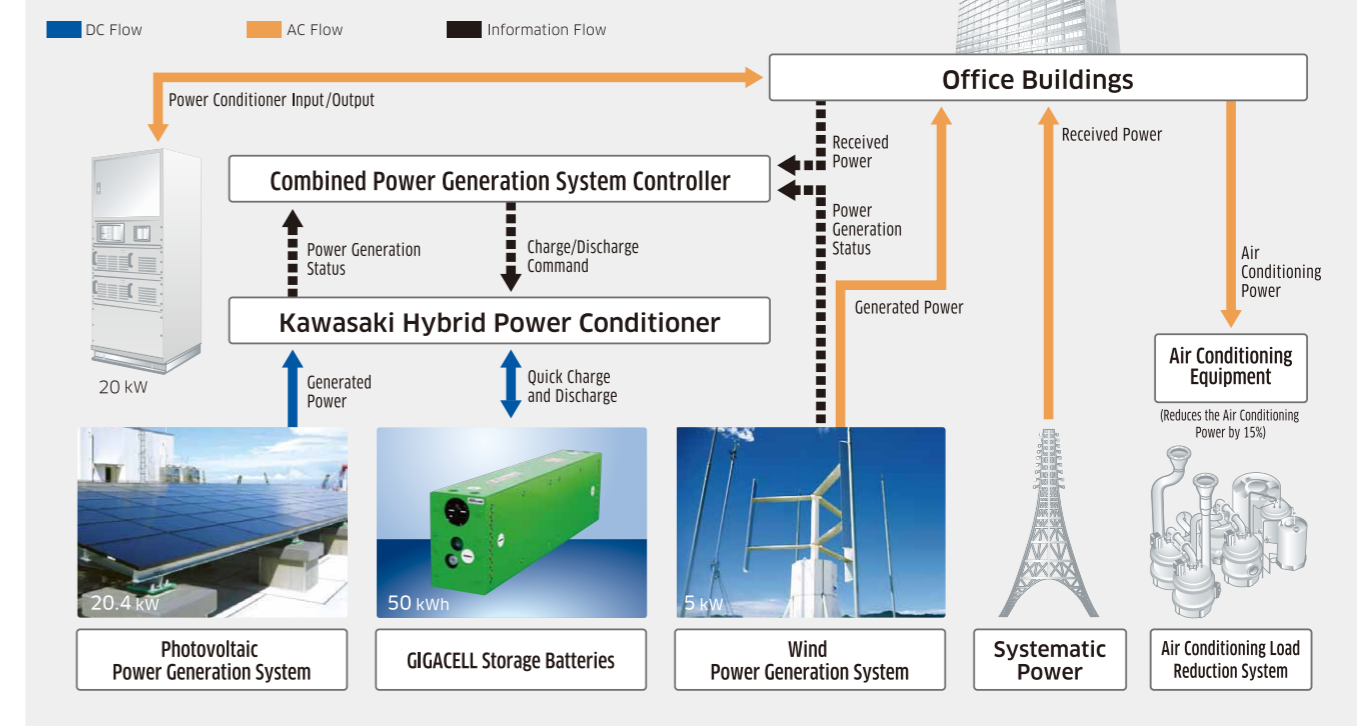 DC Flow
AC Flow
Information Flow
Office Buildings
Power Conditioner Input/Output
Received
Power
Received Power
Combined Power Generation System Controller
Power
Generation
Status
Power Generation
Status
Charge/Discharge
Command
Air
Conditioning
Power
Generated Power
Kawasaki Hybrid Power Conditioner
Air Conditioning
Equipment
20 kW
Generated
Power
Quick Charge
and Discharge
(Reduces the Air Conditioning
Power by 15%)
20.4 kW
50 kWh
5 kW
Photovoltaic
Power Generation System
GIGACELL Storage Batteries
Wind
Power Generation System
Systematic
Power
Air Conditioning Load
Reduction System